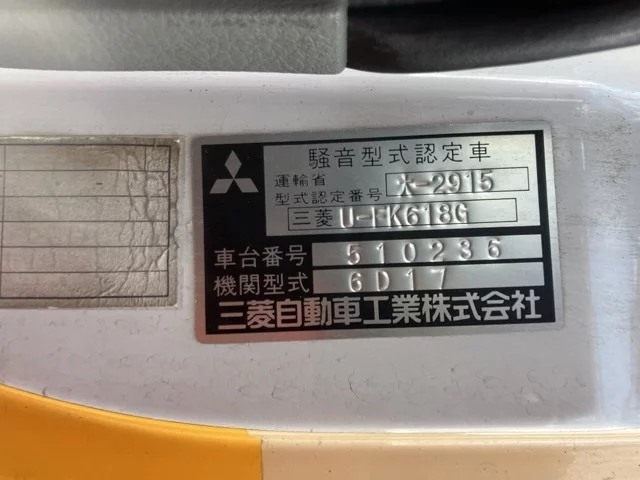 騒音型式認定車
運輸省
型式認定番号 ホ-2915
三菱 U-FK618G
車台番号 510236
機関型式 6D17
三菱自動車工業株式会社